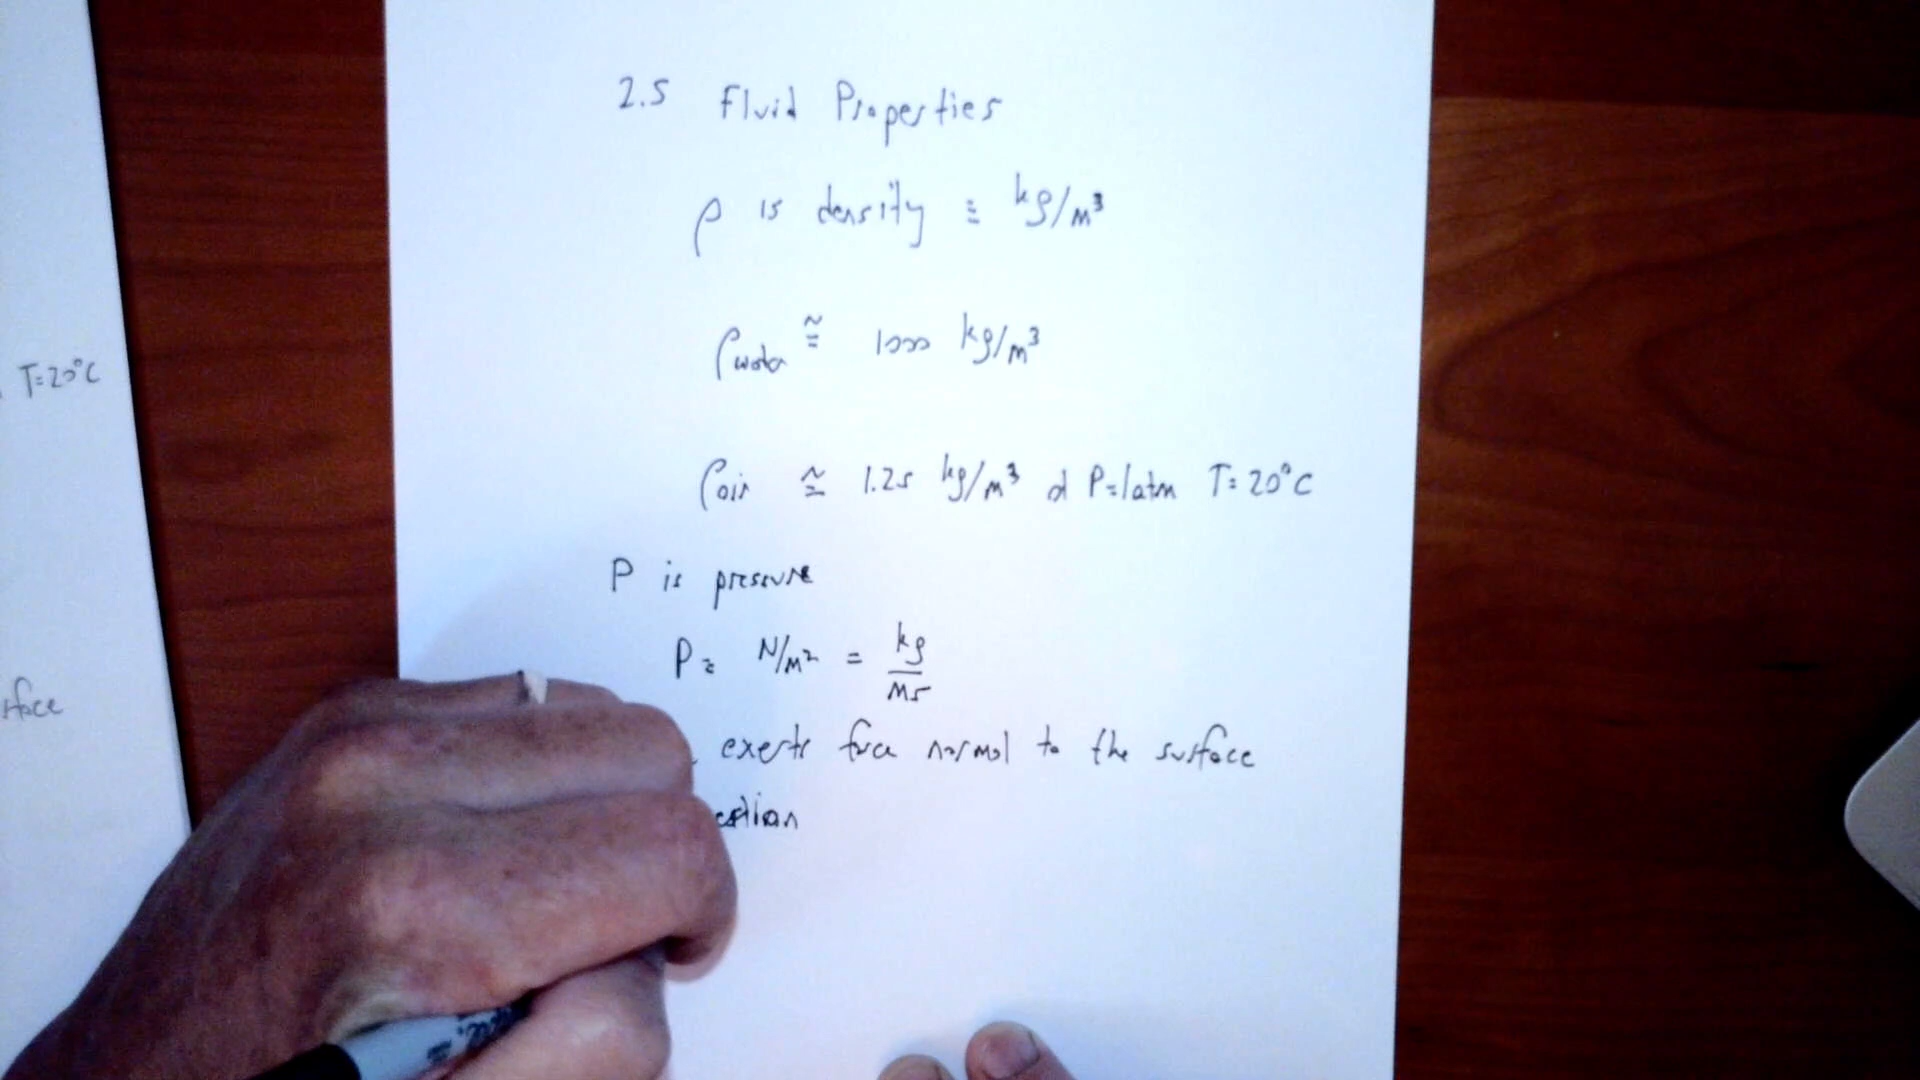 2.5 Fluid Properties
ρ is density ≡ kg/m³
ρwater ≅ 1000 kg/m³
T=20°C
ρair ≅ 1.25 kg/m³ at P=1atm T=20°C
P is pressure
P = N/m² = kg/ms
exerts force normal to the surface